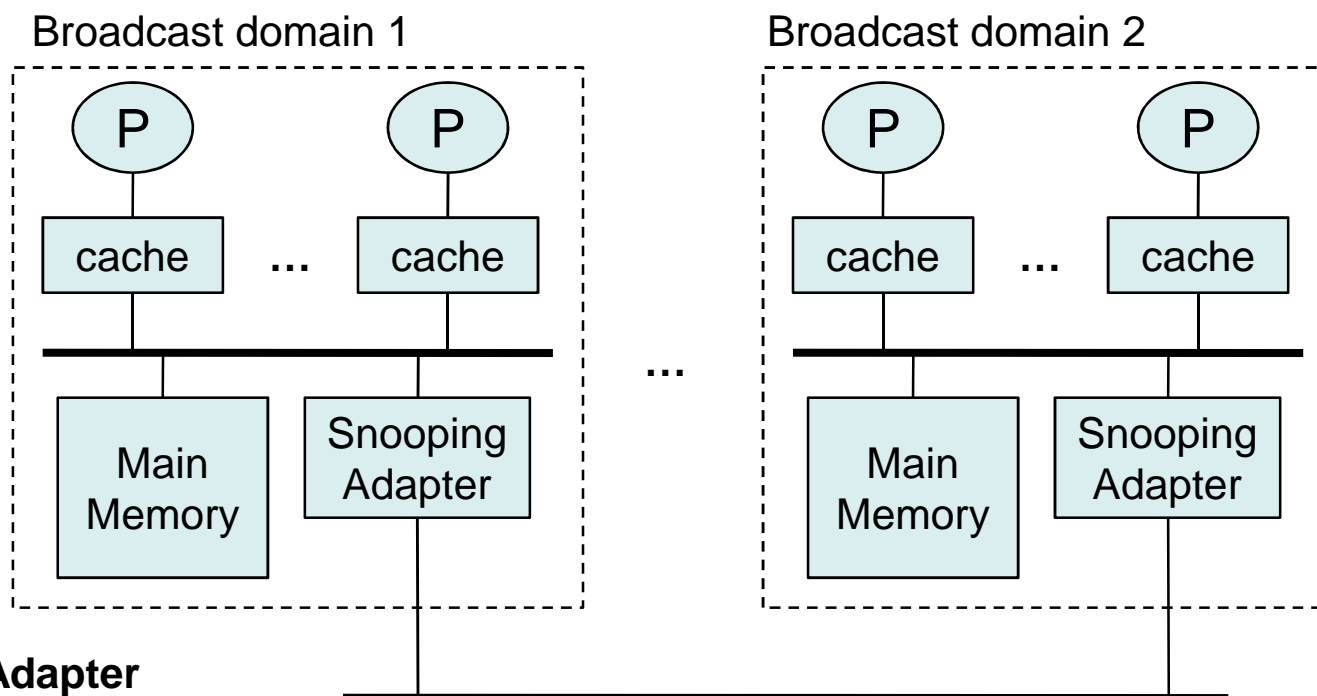 Broadcast domain 1
Broadcast domain 2
P
P
P
P
cache
...
cache
cache
...
cache
...
Main
Memory
Snooping
Adapter
Main
Memory
Snooping
Adapter
Adapter